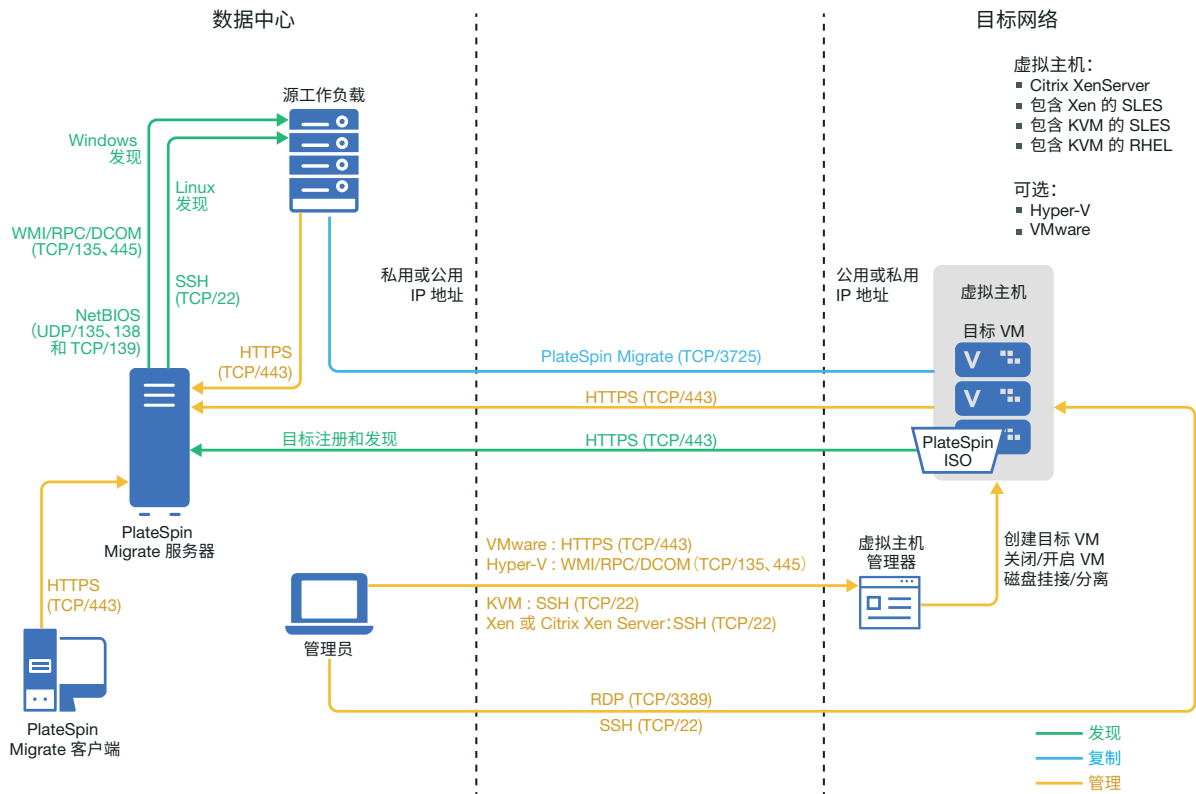 数据中心
目标网络
虚拟主机：
▪ Citrix XenServer
▪ 包含 Xen 的 SLES
▪ 包含 KVM 的 SLES
▪ 包含 KVM 的 RHEL
可选：
▪ Hyper-V
▪ VMware
源工作负载
Windows
发现
Linux
发现
WMI/RPC/DCOM
(TCP/135、445)
SSH
(TCP/22)
NetBIOS
（UDP/135、138
和 TCP/139)
HTTPS
(TCP/443)
私用或公用
IP 地址
公用或私用
IP 地址
虚拟主机
目标 VM
V
V
PlateSpin
ISO
PlateSpin Migrate (TCP/3725)
HTTPS (TCP/443)
目标注册和发现
HTTPS (TCP/443)
PlateSpin
Migrate 服务器
HTTPS
(TCP/443)
PlateSpin
Migrate 客户端
管理员
VMware : HTTPS (TCP/443)
Hyper-V : WMI/RPC/DCOM（TCP/135、445）
KVM : SSH (TCP/22)
Xen 或 Citrix Xen Server：SSH (TCP/22)
虚拟主机
管理器
创建目标 VM
关闭/开启 VM
磁盘挂接/分离
RDP (TCP/3389)
SSH (TCP/22)
发现
复制
管理